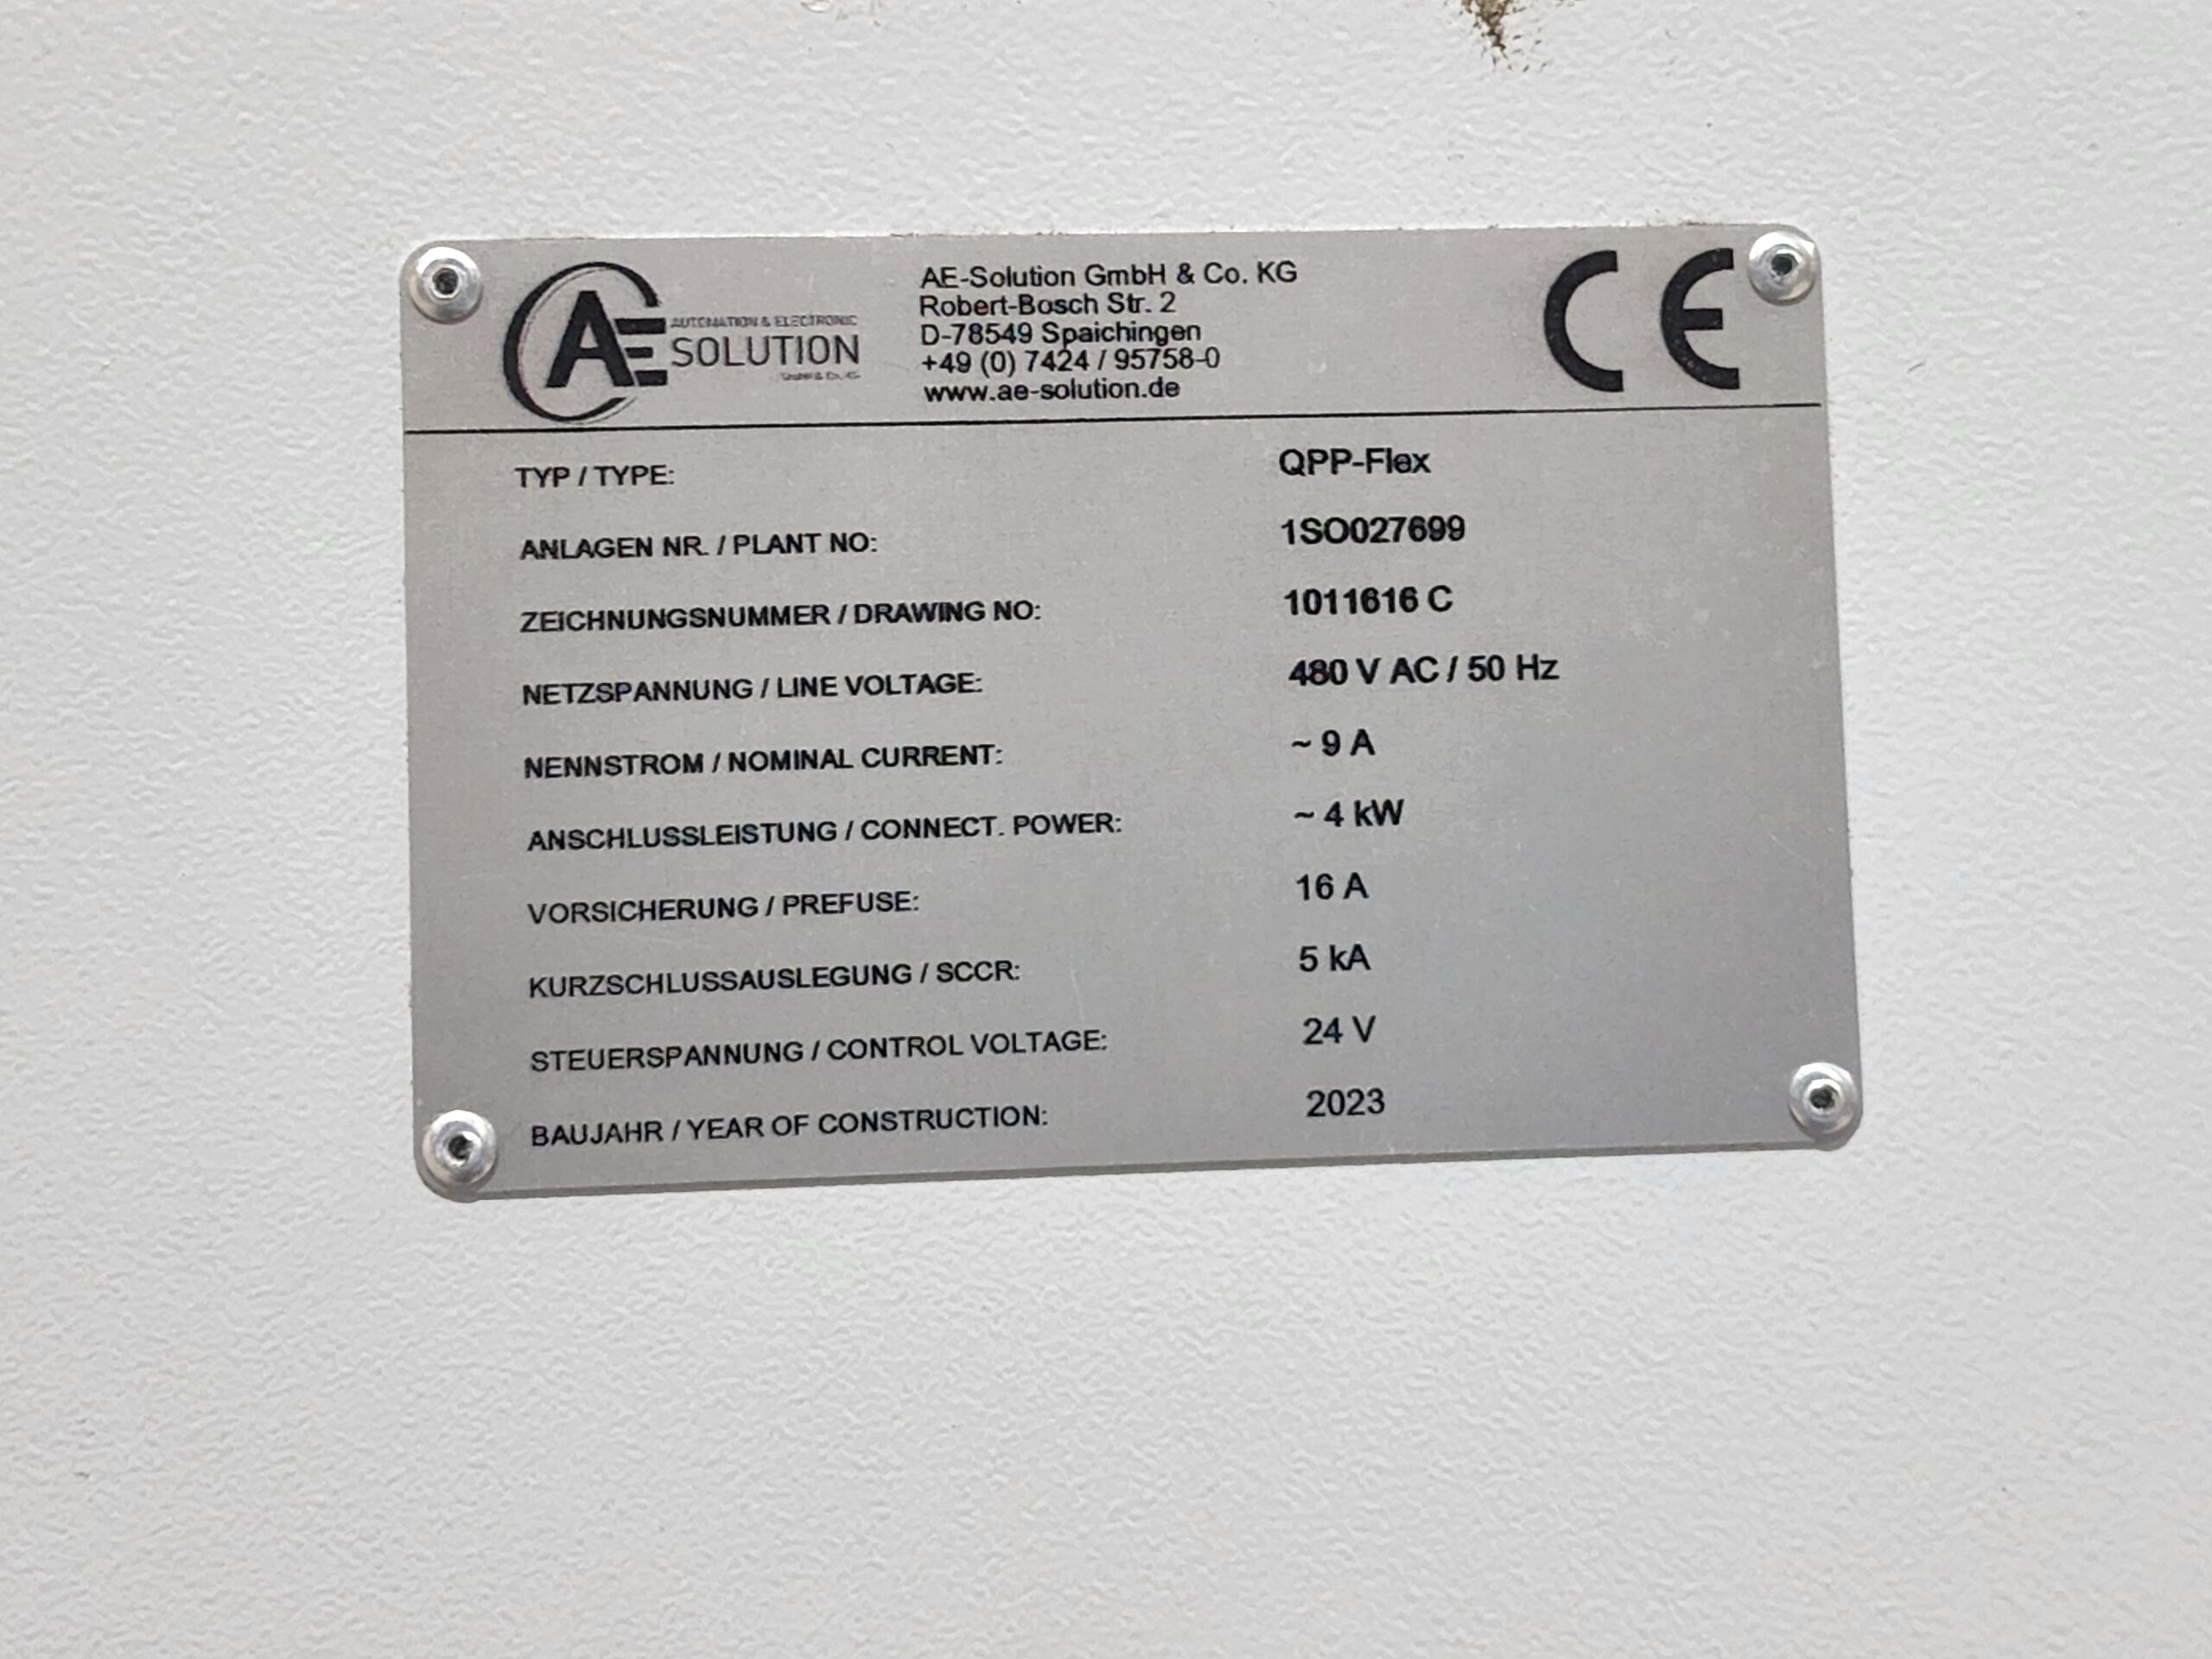 AE AUTOMATION & ELECTRONIC
SOLUTION
GmbH & Co. KG
AE-Solution GmbH & Co. KG
Robert-Bosch Str. 2
D-78549 Spaichingen
+49 (0) 7424 / 95758-0
www.ae-solution.de
CE
TYP / TYPE: QPP-Flex
ANLAGEN NR. / PLANT NO: 1SO027699
ZEICHNUNGSNUMMER / DRAWING NO: 1011616 C
NETZSPANNUNG / LINE VOLTAGE: 480 V AC / 50 Hz
NENNSTROM / NOMINAL CURRENT: ~ 9 A
ANSCHLUSSLEISTUNG / CONNECT. POWER: ~ 4 kW
VORSICHERUNG / PREFUSE: 16 A
KURZSCHLUSSAUSLEGUNG / SCCR: 5 kA
STEUERSPANNUNG / CONTROL VOLTAGE: 24 V
BAUJAHR / YEAR OF CONSTRUCTION: 2023